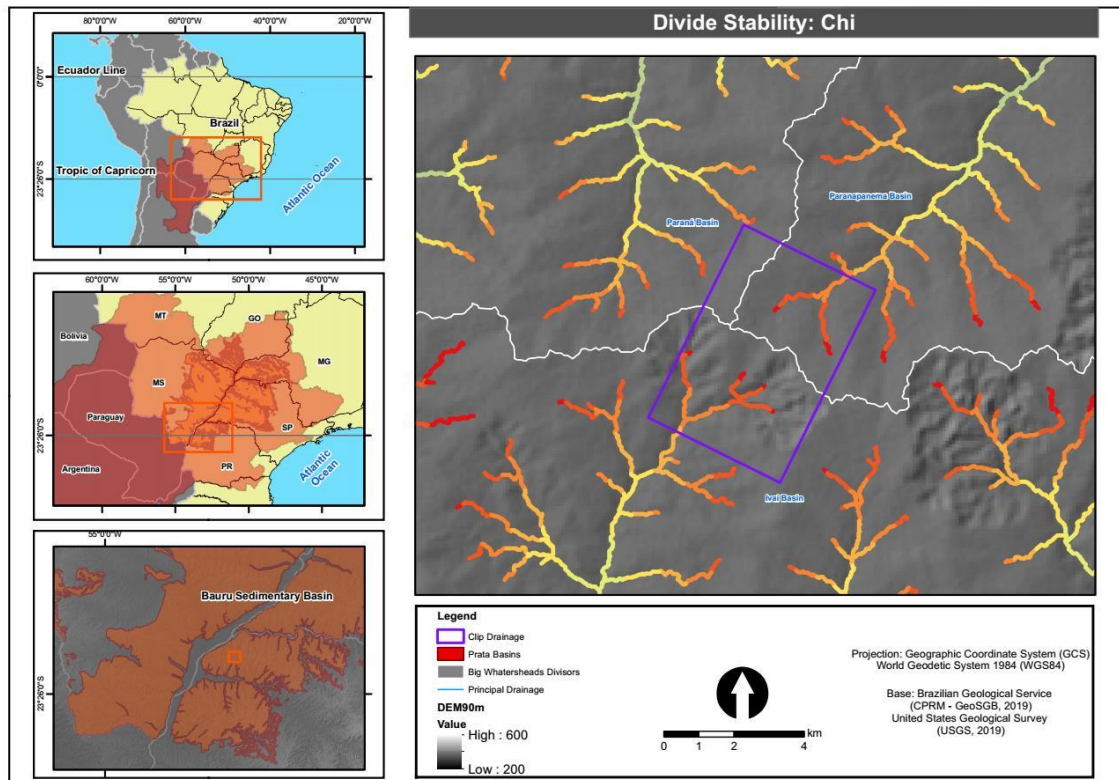 80°0'0"W
60°0'0"W
40°0'0"W
20°0'0"W
Ecuador Line
0°0'0"
Brazil
Tropic of Capricorn
23°26'0"S
Atlantic Ocean
60°0'0"W
55°0'0"W
50°0'0"W
45°0'0"W
MT
GO
Bolivia
MG
MS
Paraguay
SP
23°26'0"S
PR
Argentina
Atlantic
Ocean
55°0'0"W
Bauru Sedimentary Basin
23°26'0"S
Divide Stability: Chi
Paraná Basin
Paranapanema Basin
Ivaí Basin
Legend
Clip Drainage
Prata Basins
Big Whatersheads Divisors
Principal Drainage
DEM90m
Value
High : 600
Low : 200
km
0 1 2 4
Projection: Geographic Coordinate System (GCS)
World Geodetic System 1984 (WGS84)
Base: Brazilian Geological Service
(CPRM - GeoSGB, 2019)
United States Geological Survey
(USGS, 2019)